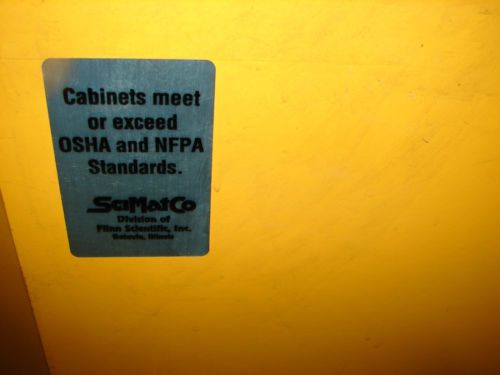 Cabinets meet
or exceed
OSHA and NFPA
Standards.
SciMatCo
Division of
Flinn Scientific, Inc.
Batavia, Illinois